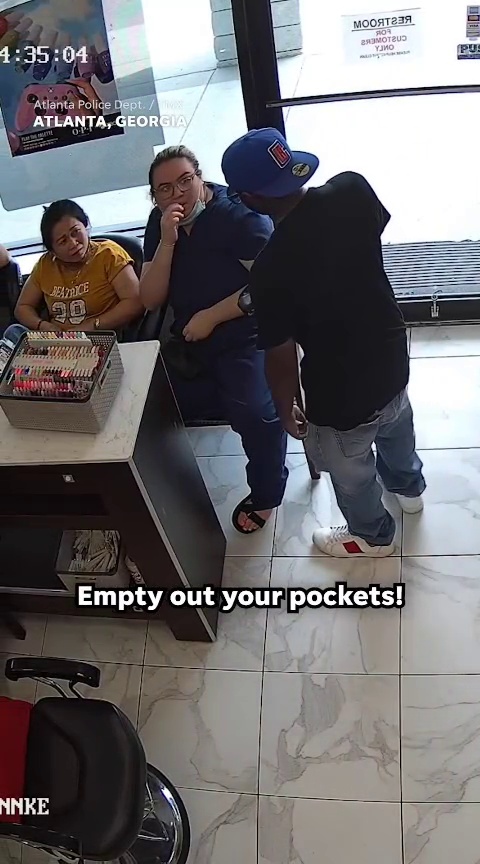 4:35:04
Atlanta Police Dept. /
ATLANTA, GEORGIA
RESTROOM
FOR
CUSTOMERS
ONLY
OPI
BEATRICE
20
Empty out your pockets!
NNKE